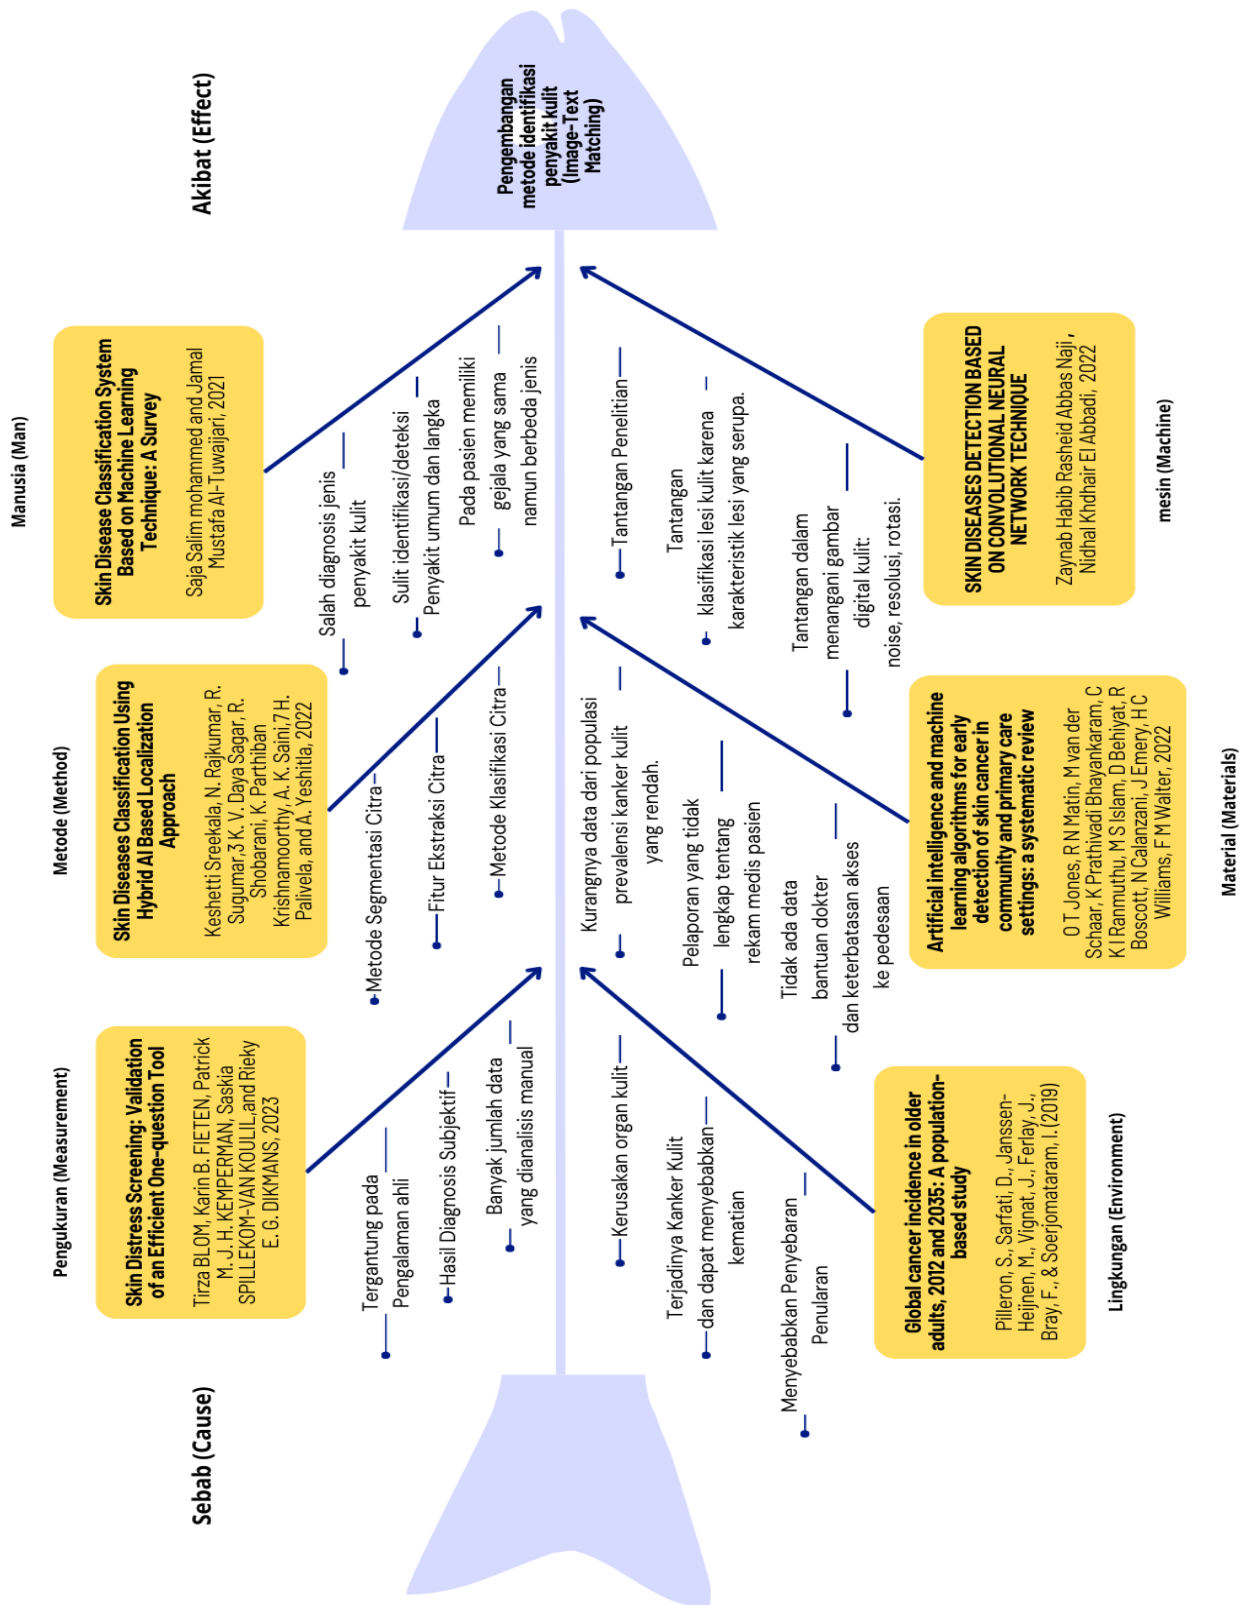 Sebab (Cause)
Akibat (Effect)
Pengukuran (Measurement)
Skin Distress Screening: Validation
of an Efficient One-question Tool
Tirza BLOM, Karin B. FIETEN, Patrick
M. J. H. KEMPERMAN, Saskia
SPILLEKOM-VAN KOULIL,and Rieky
E. G. DIKMANS, 2023
Tergantung pada
Pengalaman ahli
Hasil Diagnosis Subjektif
Banyak jumlah data
yang dianalisis manual
Metode (Method)
Skin Diseases Classification Using
Hybrid AI Based Localization
Approach
Keshetti Sreekala, N. Rajkumar, R.
Sugumar,3 K. V. Daya Sagar, R.
Shobarani, K. Parthiban
Krishnamoorthy, A. K. Saini,7 H.
Palivela, and A. Yeshitla, 2022
Metode Segmentasi Citra
Fitur Ekstraksi Citra
Metode Klasifikasi Citra
Manusia (Man)
Skin Disease Classification System
Based on Machine Learning
Technique: A Survey
Saja Salim mohammed and Jamal
Mustafa Al-Tuwaijari, 2021
Salah diagnosis jenis
penyakit kulit
Sulit identifikasi/deteksi
Penyakit umum dan langka
Pada pasien memiliki
gejala yang sama
namun berbeda jenis
Pengembangan
metode identifikasi
penyakit kulit
(Image-Text
Matching)
Kerusakan organ kulit
Terjadinya Kanker Kulit
dan dapat menyebabkan
kematian
Menyebabkan Penyebaran
Penularan
Global cancer incidence in older
adults, 2012 and 2035: A population-
based study
Pilleron, S., Sarfati, D., Janssen-
Heijnen, M., Vignat, J., Ferlay, J.,
Bray, F., & Soerjomataram, I. (2019)
Lingkungan (Environment)
Kurangnya data dari populasi
prevalensi kanker kulit
yang rendah.
Pelaporan yang tidak
lengkap tentang
rekam medis pasien
Tidak ada data
bantuan dokter
dan keterbatasan akses
ke pedesaan
Artificial intelligence and machine
learning algorithms for early
detection of skin cancer in
community and primary care
settings: a systematic review
O T Jones, R N Matin, M van der
Schaar, K Prathivadi Bhayankaram, C
K I Ranmuthu, M S Islam, D Behiyat, R
Boscott, N Calanzani, J Emery, H C
Williams, F M Walter, 2022
Material (Materials)
Tantangan Penelitian
Tantangan
klasifikasi lesi kulit karena
karakteristik lesi yang serupa.
Tantangan dalam
menangani gambar
digital kulit:
noise, resolusi, rotasi.
SKIN DISEASES DETECTION BASED
ON CONVOLUTIONAL NEURAL
NETWORK TECHNIQUE
Zaynab Habib Rasheid Abbas Naji ,
Nidhal Khdhair El Abbadi, 2022
mesin (Machine)